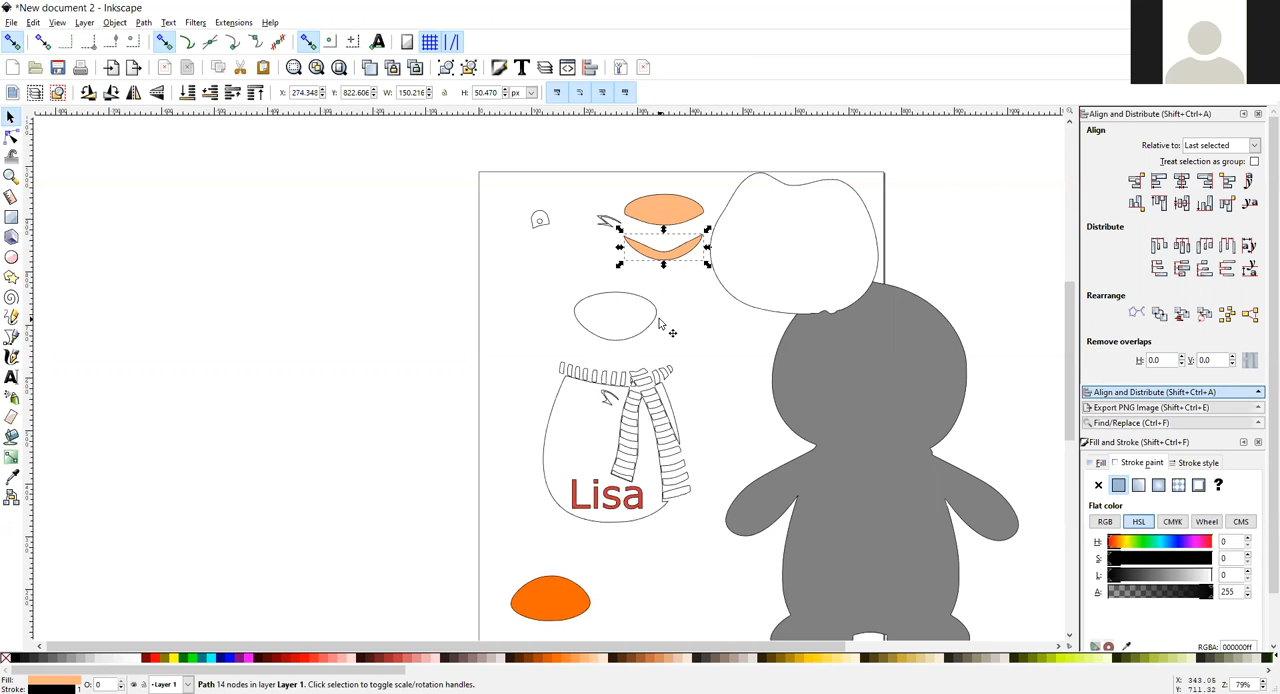 *New document 2 - Inkscape
File Edit View Layer Object Path Text Filters Extensions Help
X: 274.348 Y: 822.606 W: 150.216 H: 50.470 px
Align and Distribute (Shift+Ctrl+A)
Align
Relative to: Last selected
Treat selection as group:
Distribute
Rearrange
Remove overlaps
H: 0.0 V: 0.0
Align and Distribute (Shift+Ctrl+A)
Export PNG Image (Shift+Ctrl+E)
Find/Replace (Ctrl+F)
Fill and Stroke (Shift+Ctrl+F)
Fill Stroke paint Stroke style
?
Flat color
RGB HSL CMYK Wheel CMS
H: 0
S: 0
L: 0
A: 255
RGBA: 000000ff
Lisa
Fill: 1
Stroke: O: 0 Layer 1 Path 14 nodes in layer Layer 1. Click selection to toggle scale/rotation handles.
X: 343.05
Y: 711.32 Z: 79%